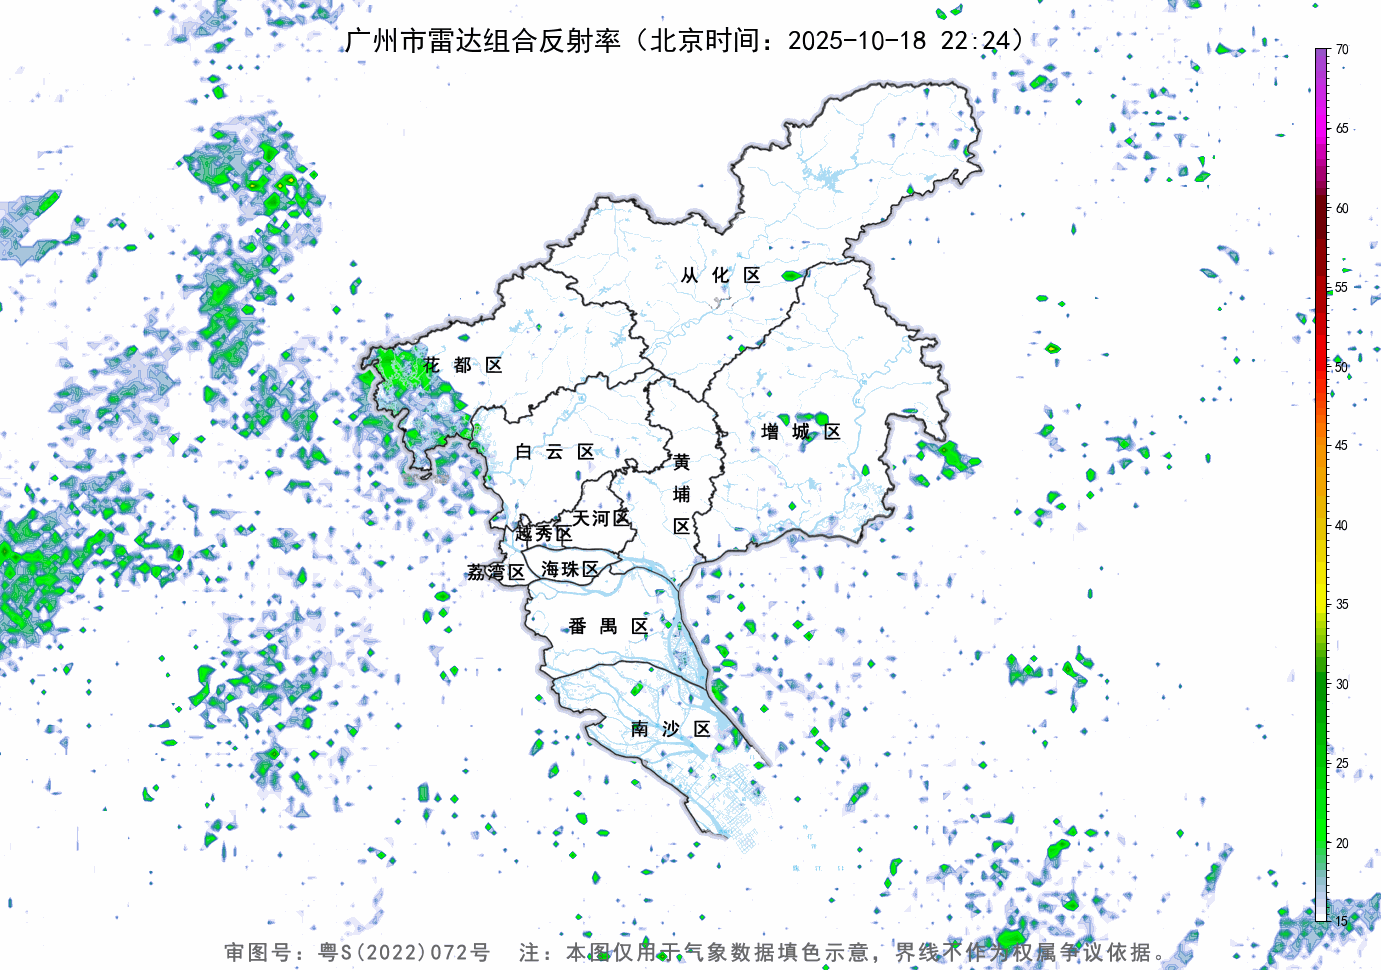 广州市雷达组合反射率（北京时间：2025-10-18 22:24）
70
65
60
55
50
45
40
35
30
25
20
15
从化区
花都区
增城区
白云区
黄埔区
天河区
越秀区
荔湾区
海珠区
番禺区
南沙区
审图号：粤S(2022)072号 注：本图仅用于气象数据填色示意，界线不作为权属争议依据。